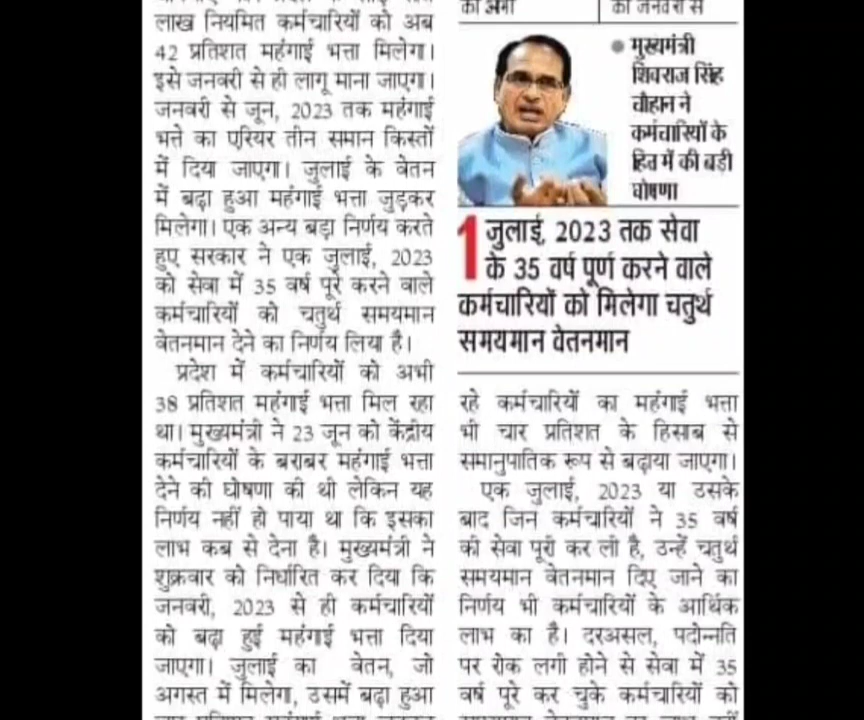 लाख नियमित कर्मचारियों को अब
42 प्रतिशत महंगाई भत्ता मिलेगा।
इसे जनवरी से ही लागू माना जाएगा।
जनवरी से जून, 2023 तक महंगाई
भत्ते का एरियर तीन समान किस्तों
में दिया जाएगा। जुलाई के वेतन
में बढ़ा हुआ महंगाई भत्ता जुड़कर
मिलेगा। एक अन्य बड़ा निर्णय करते
हुए सरकार ने एक जुलाई, 2023
को सेवा में 35 वर्ष पूरे करने वाले
कर्मचारियों को चतुर्थ समयमान
वेतनमान देने का निर्णय लिया है।
प्रदेश में कर्मचारियों को अभी
38 प्रतिशत महंगाई भत्ता मिल रहा
था। मुख्यमंत्री ने 23 जून को केंद्रीय
कर्मचारियों के बराबर महंगाई भत्ता
देने की घोषणा की थी लेकिन यह
निर्णय नहीं हो पाया था कि इसका
लाभ कब से देना है। मुख्यमंत्री ने
शुक्रवार को निर्धारित कर दिया कि
जनवरी, 2023 से ही कर्मचारियों
को बढ़ा हुई महंगाई भत्ता दिया
जाएगा। जुलाई का वेतन, जो
अगस्त में मिलेगा, उसमें बढ़ा हुआ
को जनवरी से
मुख्यमंत्री
शिवराज सिंह
चौहान ने
कर्मचारियों के
हित में की बड़ी
घोषणा
1 जुलाई, 2023 तक सेवा
के 35 वर्ष पूर्ण करने वाले
कर्मचारियों को मिलेगा चतुर्थ
समयमान वेतनमान
रहे कर्मचारियों का महंगाई भत्ता
भी चार प्रतिशत के हिसाब से
समानुपातिक रूप से बढ़ाया जाएगा।
एक जुलाई, 2023 या उसके
बाद जिन कर्मचारियों ने 35 वर्ष
की सेवा पूरी कर ली है, उन्हें चतुर्थ
समयमान वेतनमान दिए जाने का
निर्णय भी कर्मचारियों के आर्थिक
लाभ का है। दरअसल, पदोन्नति
पर रोक लगी होने से सेवा में 35
वर्ष पूरे कर चुके कर्मचारियों को